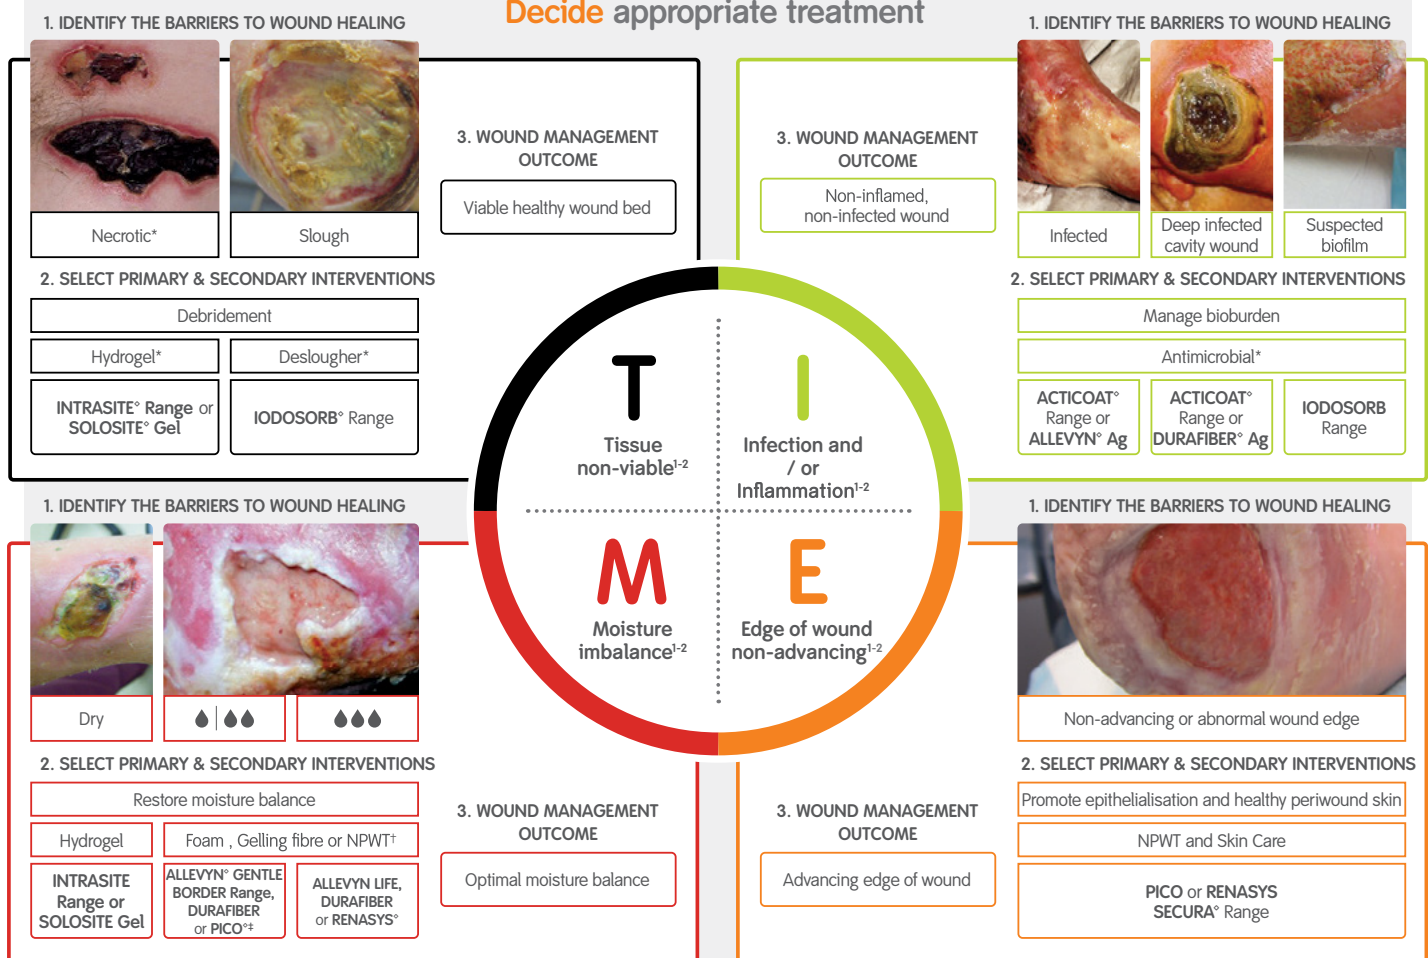 Decide appropriate treatment
1. IDENTIFY THE BARRIERS TO WOUND HEALING
Necrotic*
Slough
2. SELECT PRIMARY & SECONDARY INTERVENTIONS
Debridement
Hydrogel*
Deslougher*
INTRASITE° Range or
SOLOSITE° Gel
IODOSORB° Range
3. WOUND MANAGEMENT
OUTCOME
Viable healthy wound bed
3. WOUND MANAGEMENT
OUTCOME
Non-inflamed,
non-infected wound
1. IDENTIFY THE BARRIERS TO WOUND HEALING
Infected
Deep infected
cavity wound
Suspected
biofilm
2. SELECT PRIMARY & SECONDARY INTERVENTIONS
Manage bioburden
Antimicrobial*
ACTICOAT°
Range or
ALLEVYN° Ag
ACTICOAT°
Range or
DURAFIBER° Ag
IODOSORB
Range
T
Tissue
non-viable1-2
I
Infection and
/ or
Inflammation1-2
M
Moisture
imbalance1-2
E
Edge of wound
non-advancing1-2
1. IDENTIFY THE BARRIERS TO WOUND HEALING
Dry
2. SELECT PRIMARY & SECONDARY INTERVENTIONS
Restore moisture balance
Hydrogel
Foam , Gelling fibre or NPWT†
INTRASITE
Range or
SOLOSITE Gel
ALLEVYN° GENTLE
BORDER Range,
DURAFIBER
or PICO°‡
ALLEVYN LIFE,
DURAFIBER
or RENASYS°
3. WOUND MANAGEMENT
OUTCOME
Optimal moisture balance
3. WOUND MANAGEMENT
OUTCOME
Advancing edge of wound
1. IDENTIFY THE BARRIERS TO WOUND HEALING
Non-advancing or abnormal wound edge
2. SELECT PRIMARY & SECONDARY INTERVENTIONS
Promote epithelialisation and healthy periwound skin
NPWT and Skin Care
PICO or RENASYS
SECURA° Range